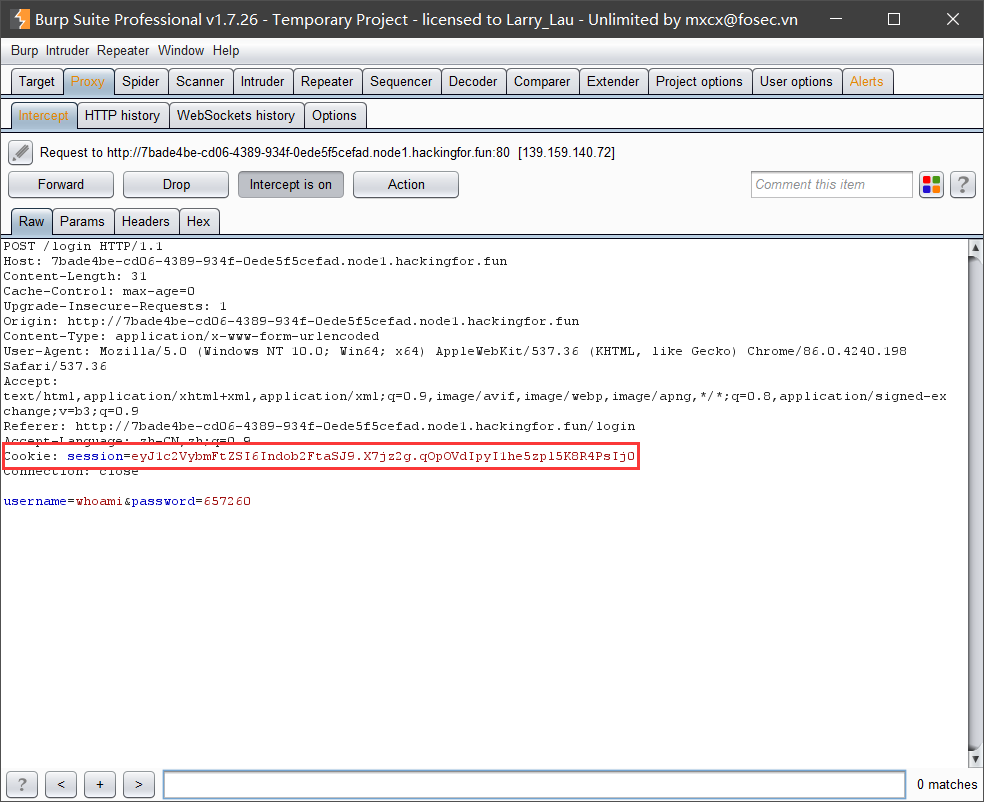 Burp Suite Professional v1.7.26 - Temporary Project - licensed to Larry_Lau - Unlimited by mxcx@fosec.vn
Burp Intruder Repeater Window Help
Target Proxy Spider Scanner Intruder Repeater Sequencer Decoder Comparer Extender Project options User options Alerts
Intercept HTTP history WebSockets history Options
Request to http://7bade4be-cd06-4389-934f-0ede5f5cefad.node1.hackingfor.fun:80 [139.159.140.72]
Forward Drop Intercept is on Action Comment this item ?
Raw Params Headers Hex
POST /login HTTP/1.1
Host: 7bade4be-cd06-4389-934f-0ede5f5cefad.node1.hackingfor.fun
Content-Length: 31
Cache-Control: max-age=0
Upgrade-Insecure-Requests: 1
Origin: http://7bade4be-cd06-4389-934f-0ede5f5cefad.node1.hackingfor.fun
Content-Type: application/x-www-form-urlencoded
User-Agent: Mozilla/5.0 (Windows NT 10.0; Win64; x64) AppleWebKit/537.36 (KHTML, like Gecko) Chrome/86.0.4240.198
Safari/537.36
Accept:
text/html,application/xhtml+xml,application/xml;q=0.9,image/avif,image/webp,image/apng,*/*;q=0.8,application/signed-ex
change;v=b3;q=0.9
Referer: http://7bade4be-cd06-4389-934f-0ede5f5cefad.node1.hackingfor.fun/login
Accept-Language: zh-CN,zh;q=0.9
Cookie: session=eyJ1c2VybmFtZSI6Indob2FtaSJ9.X7jz2g.qOpOVdIpyI1he5zpl5K8R4PsIj0
Connection: close
username=whoami&password=657260
? < + > 0 matches